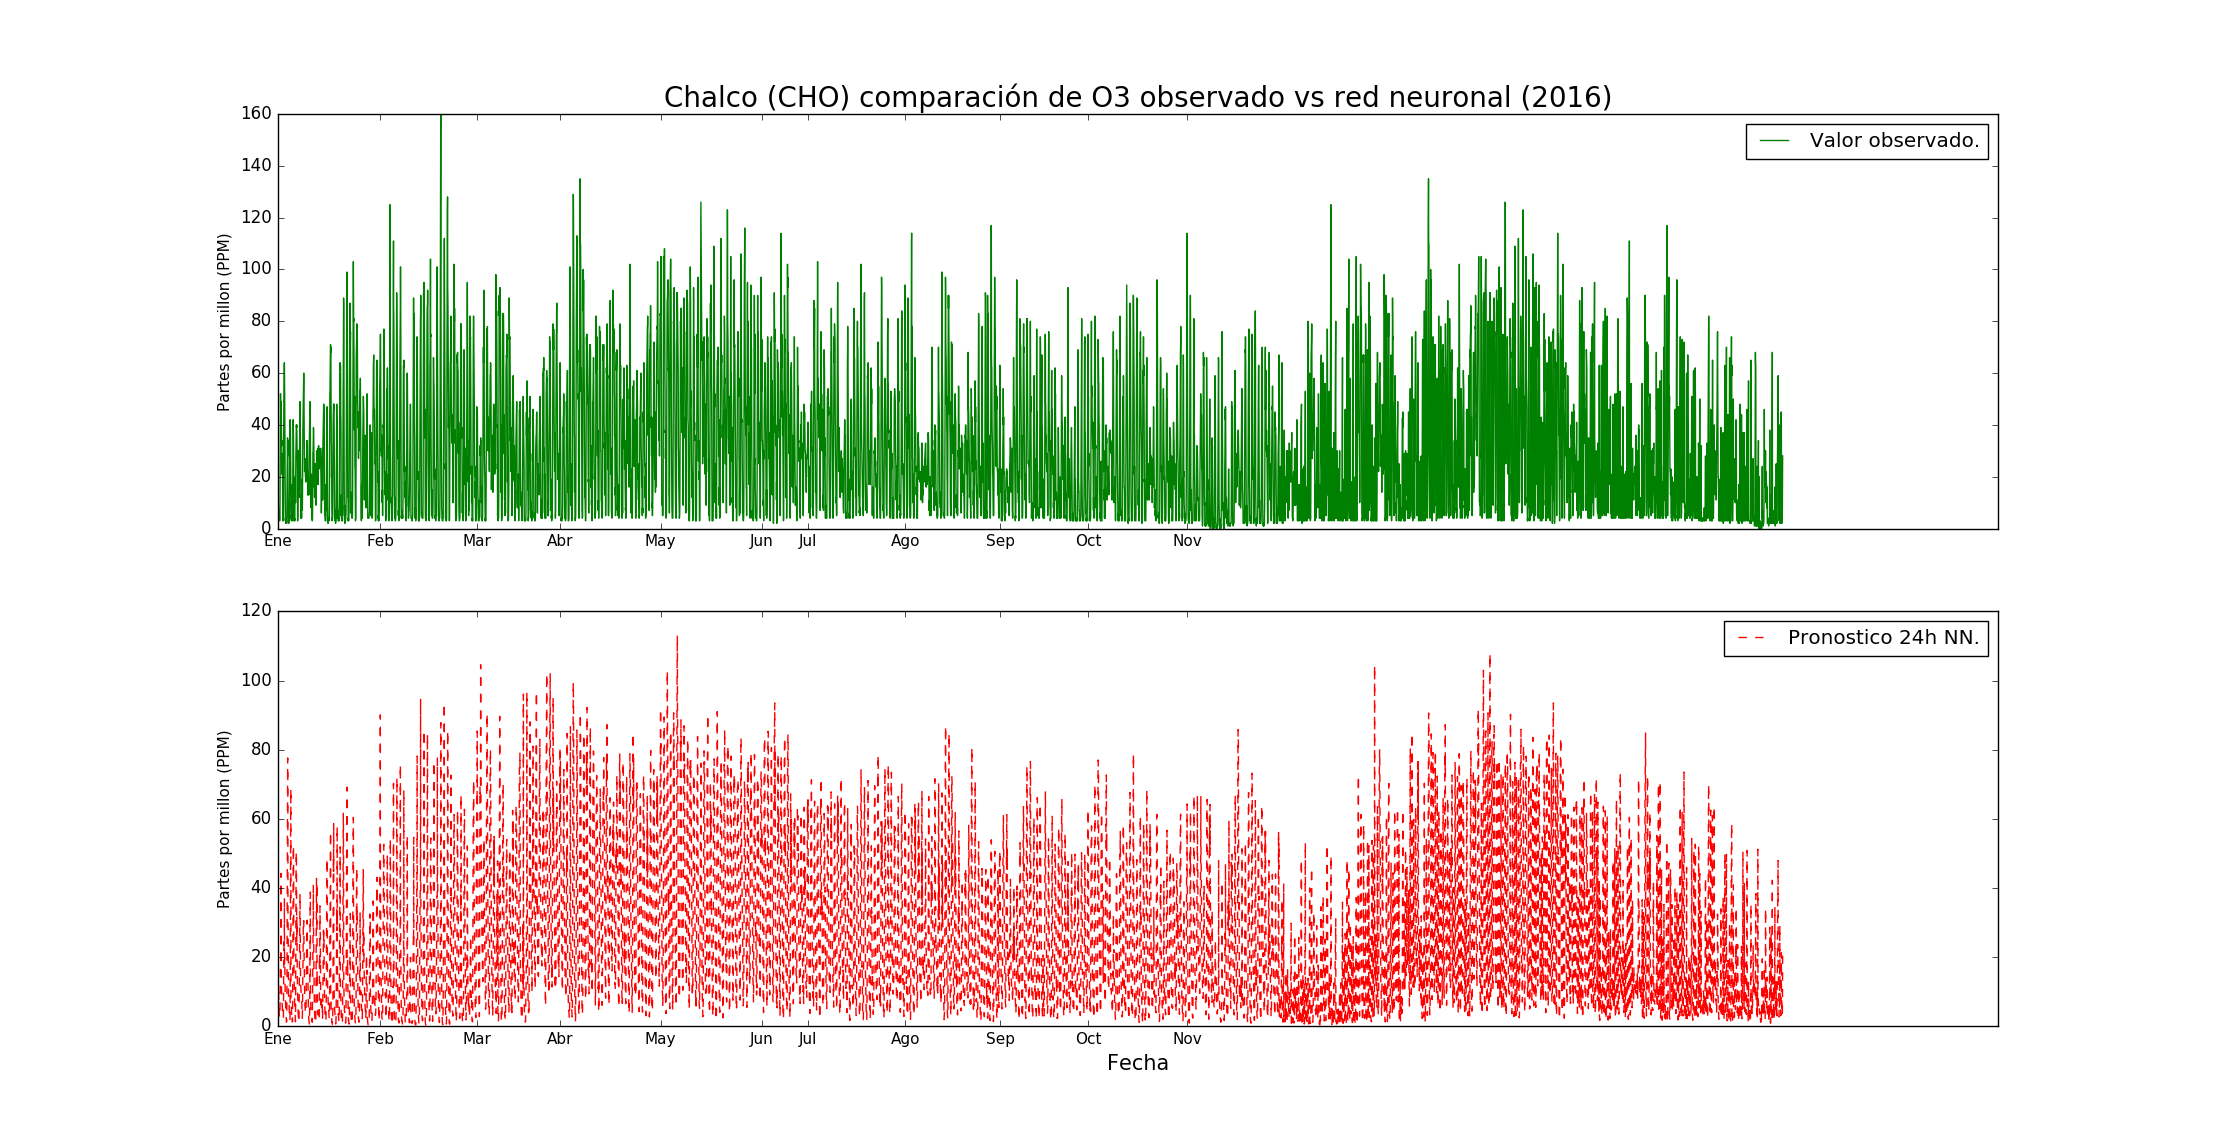 Chalco (CHO) comparación de O3 observado vs red neuronal (2016)
160
140
120
100
80
60
40
20
0
Partes por millon (PPM)
Valor observado.
Ene Feb Mar Abr May Jun Jul Ago Sep Oct Nov
120
100
80
60
40
20
0
Partes por millon (PPM)
Pronostico 24h NN.
Ene Feb Mar Abr May Jun Jul Ago Sep Oct Nov
Fecha